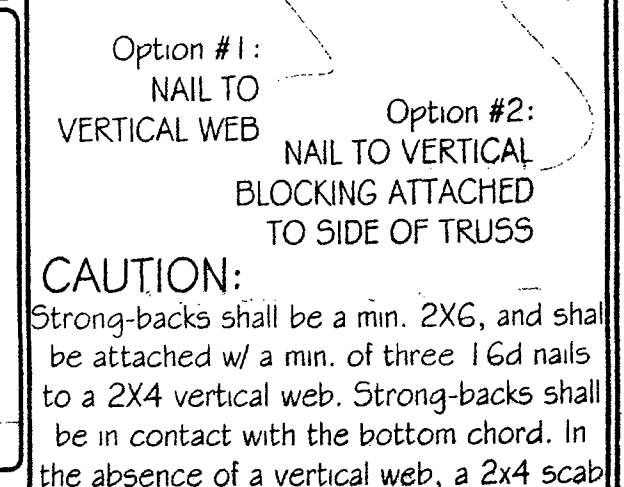 Option #1:
NAIL TO
VERTICAL WEB
Option #2:
NAIL TO VERTICAL
BLOCKING ATTACHED
TO SIDE OF TRUSS
CAUTION:
Strong-backs shall be a min. 2X6, and shal
be attached w/ a min. of three 16d nails
to a 2X4 vertical web. Strong-backs shall
be in contact with the bottom chord. In
the absence of a vertical web, a 2x4 scab